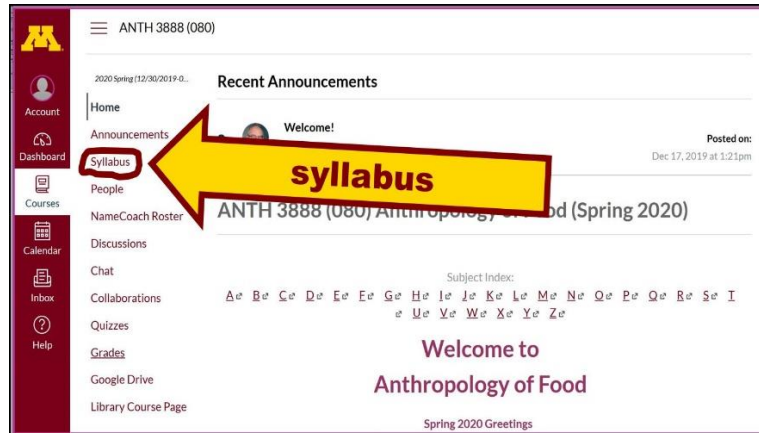 ANTH 3888 (080)
2020 Spring (12/30/2019-0...
Recent Announcements
Account
Home
Welcome!
Announcements
Posted on:
Dashboard
Syllabus
Dec 17, 2019 at 1:21pm
syllabus
People
Courses
NameCoach Roster
ANTH 3888 (080) Anthropology of Food (Spring 2020)
Discussions
Calendar
Chat
Subject Index:
Inbox
Collaborations
A B C D E F G H I J K L M N O P Q R S T
U V W X Y Z
Quizzes
Help
Grades
Welcome to
Google Drive
Anthropology of Food
Library Course Page
Spring 2020 Greetings